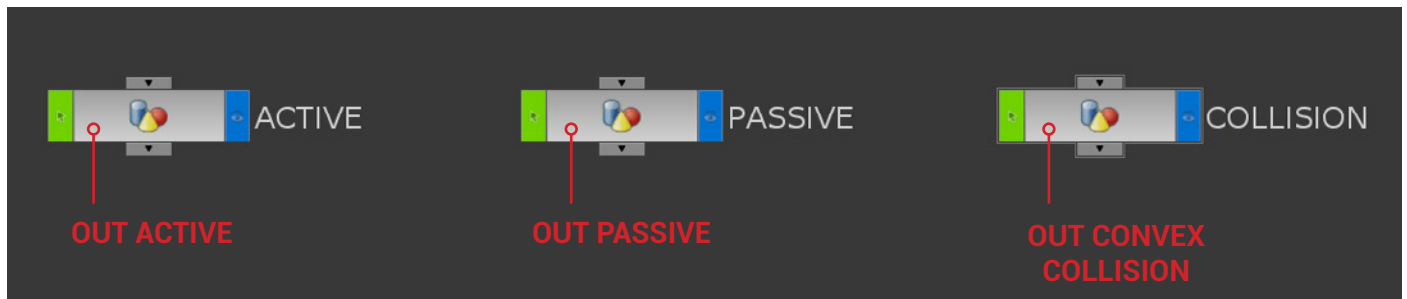 ACTIVE
PASSIVE
COLLISION
OUT ACTIVE
OUT PASSIVE
OUT CONVEX
COLLISION